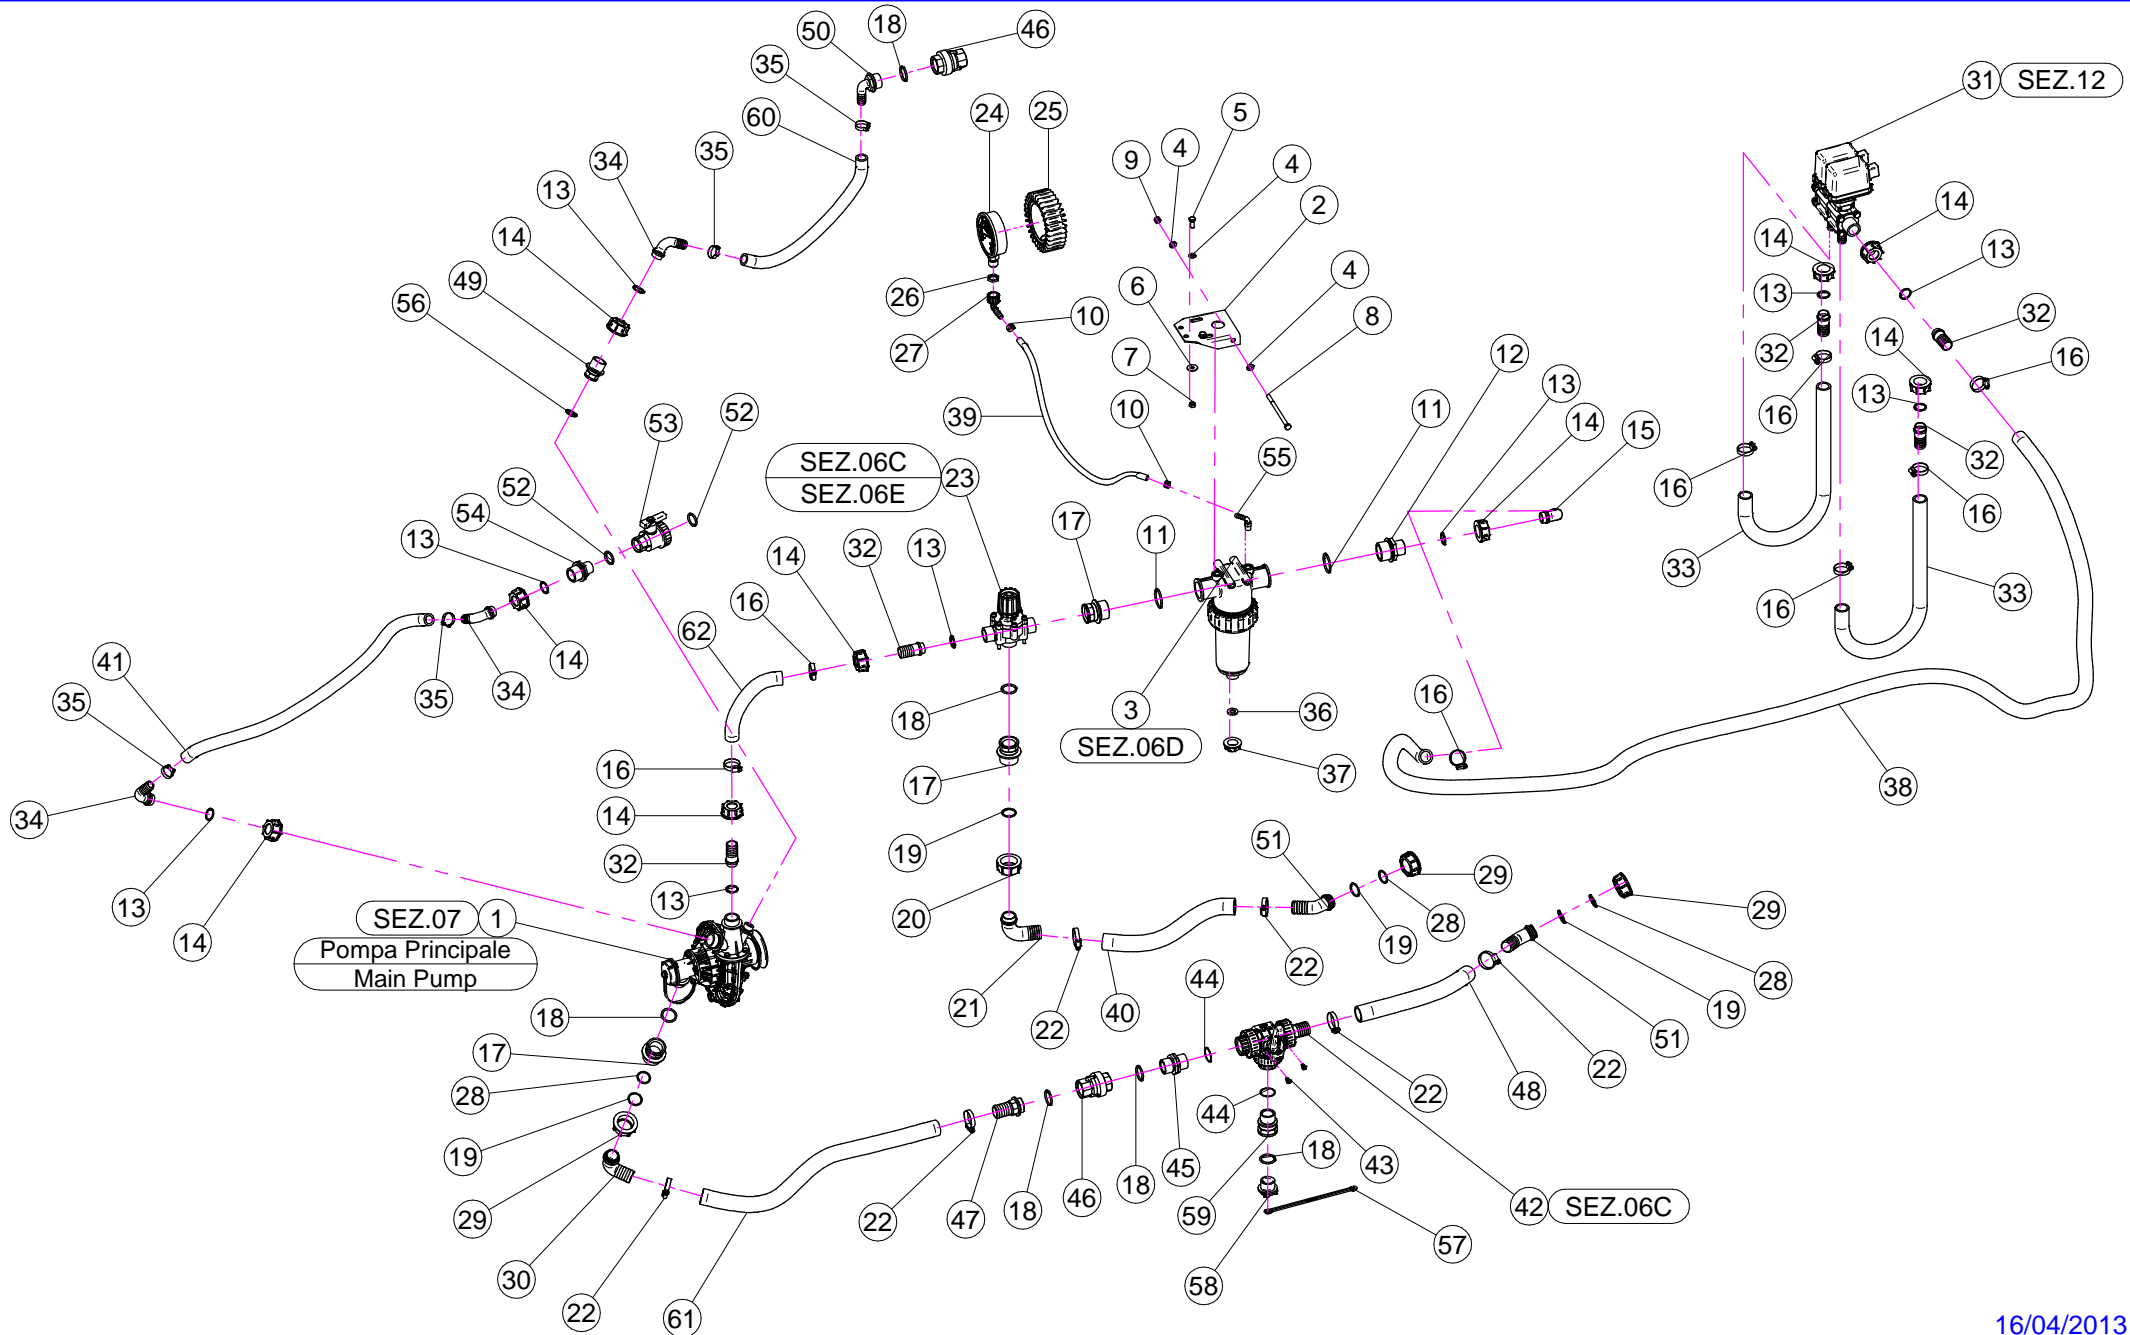 50 18 46
35 24 25 5 31 SEZ.12
60 9 4
34 35 4
13 2 14
14 14 13
49 6 4 13
56 26 10 8 32
27 7 12 32 14 16
53 52 39 10 11 13 16 13
SEZ.06C
SEZ.06E
23 55 14 15
52 16 32
54 17 16
13 14 32 13 11 33 16
16 33
62
41 14
35 34 18 3 36 16
35 SEZ.06D
16 17 37 38
34 14
32 19 51 29
13 14 13 20 28 29
SEZ.07 1 19
Pompa Principale
Main Pump
22 28
21 22 40 44 19 51
18 22
17 48
28 22
44
19 18 45 18 43
22 47 18 46 59 42 SEZ.06C
29 57
30 58
22 61
16/04/2013